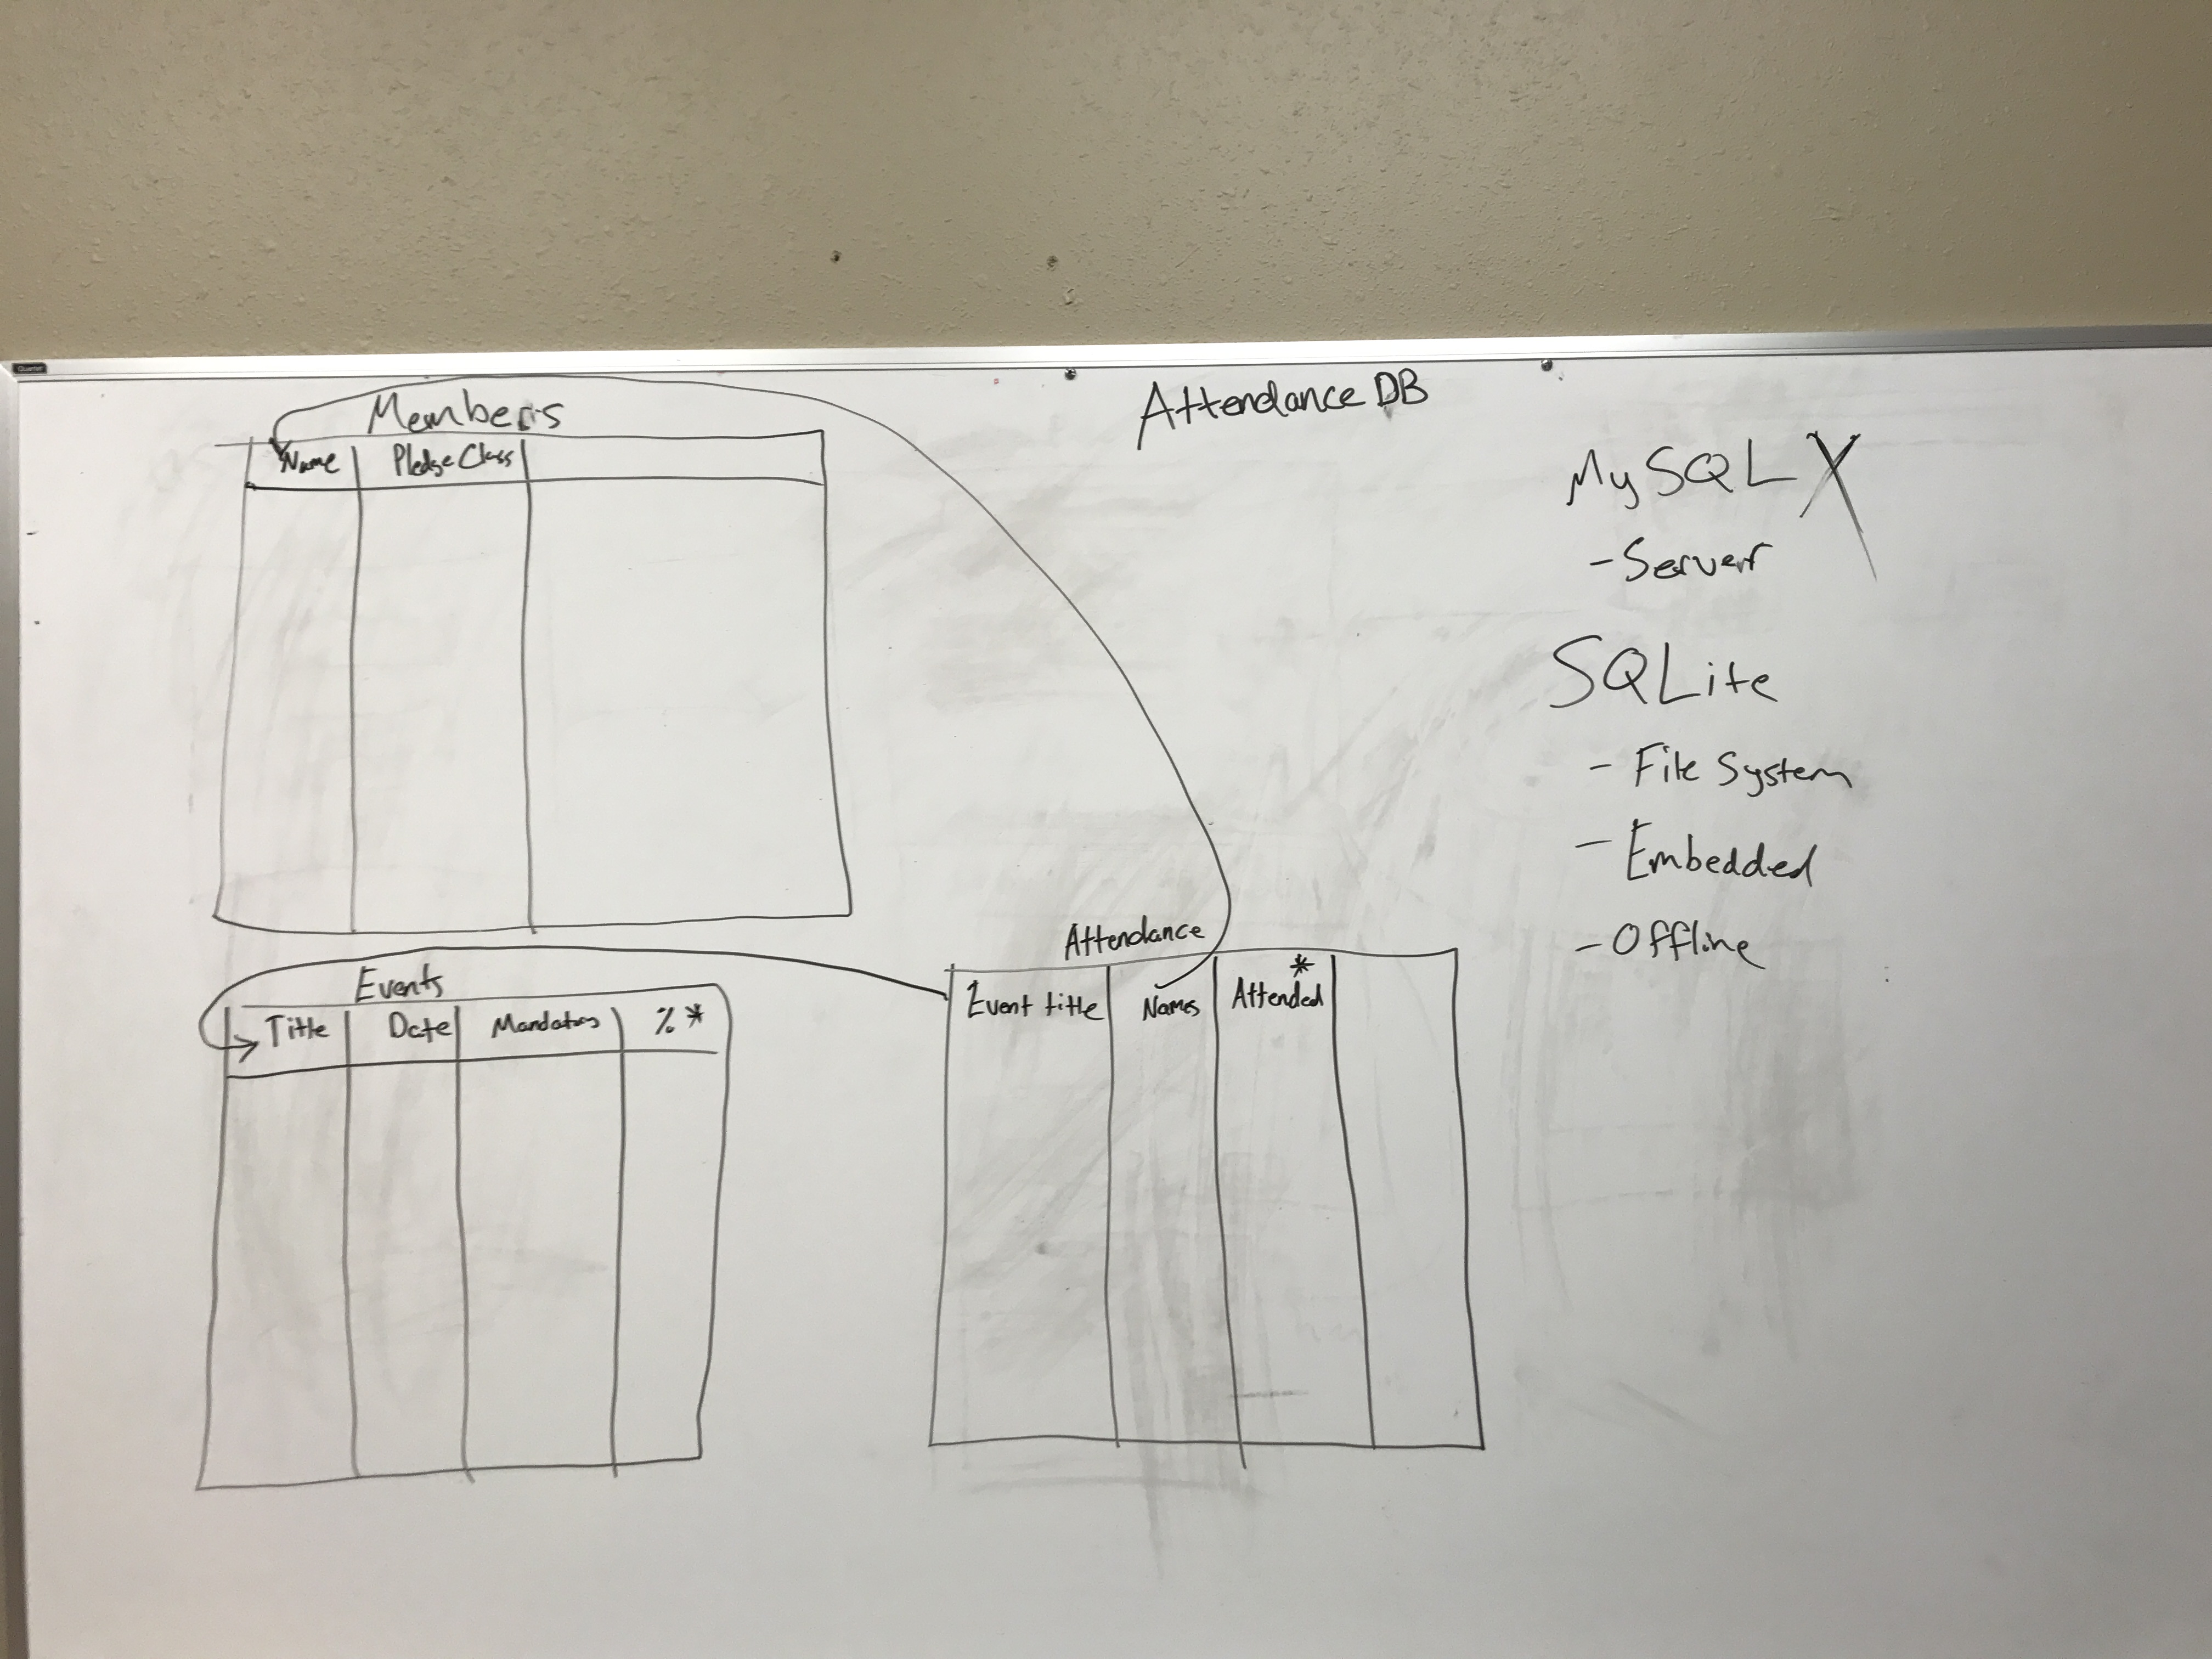 Quartet
Attendance DB
Members
Name Pledge Class
MySQL X
- Server
SQLite
- File System
- Embedded
- Offline
Events
Title Date Mandatory % *
Attendance
Event title Names Attended *